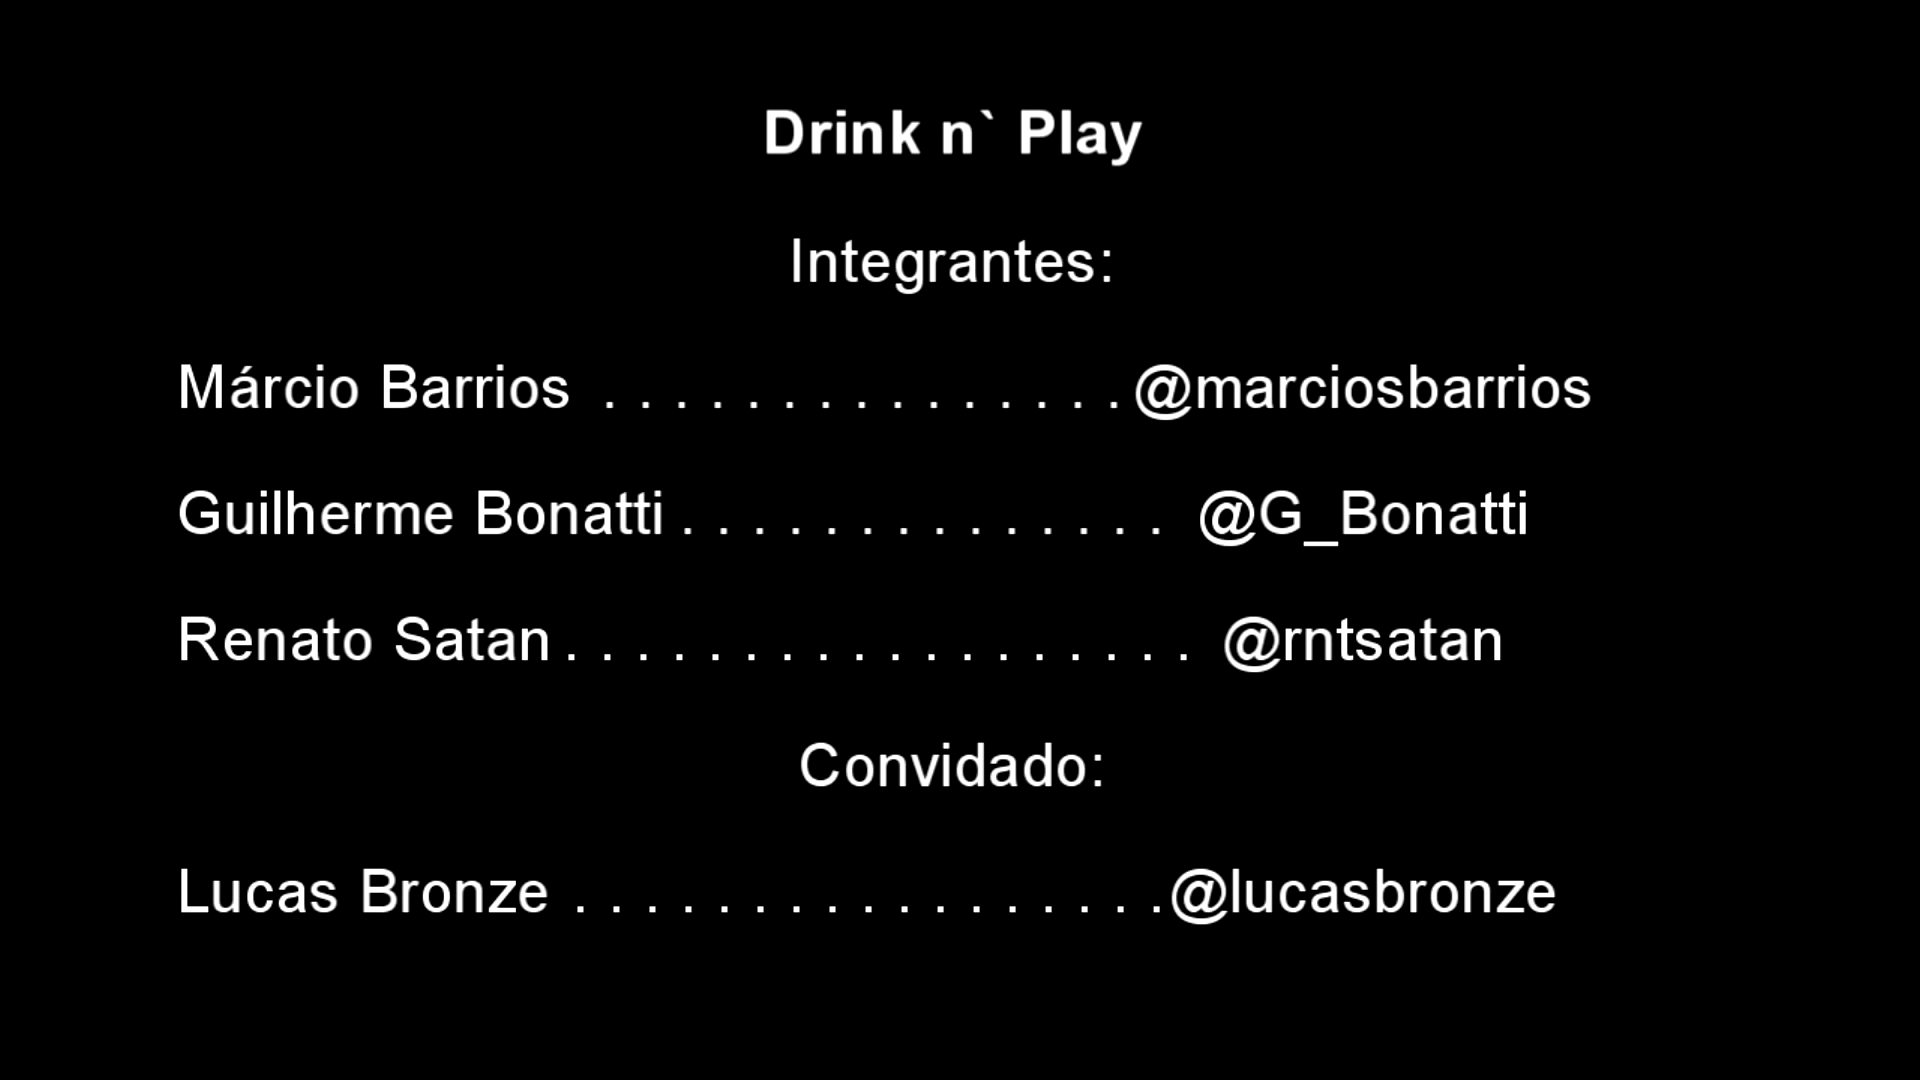 Drink n` Play
Integrantes:
Márcio Barrios . . . . . . . . . . . . . . . @marciosbarrios
Guilherme Bonatti . . . . . . . . . . . . . . @G_Bonatti
Renato Satan . . . . . . . . . . . . . . . . . . @rntsatan
Convidado:
Lucas Bronze . . . . . . . . . . . . . . . . . @lucasbronze